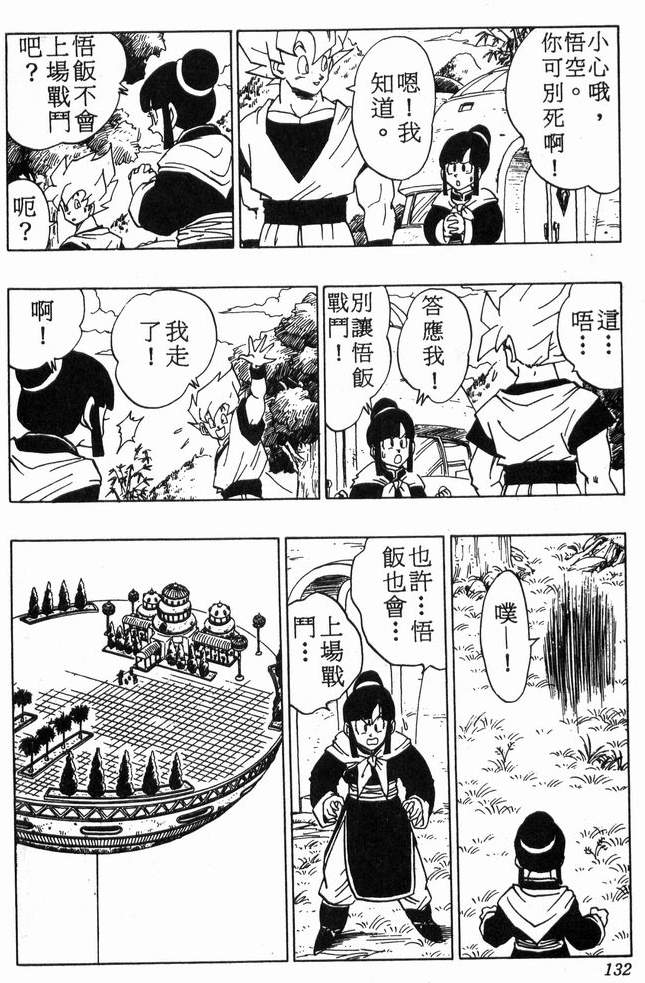 小心哦，
悟空。
你可別死啊！
嗯！我
知道。
悟飯不會
上場戰鬥
吧？
呃？
這…
唔…
答應我！
別讓悟飯
戰鬥！
我走
了！
啊！
噗—！
也許…悟
飯也會…
上場戰
鬥…
132